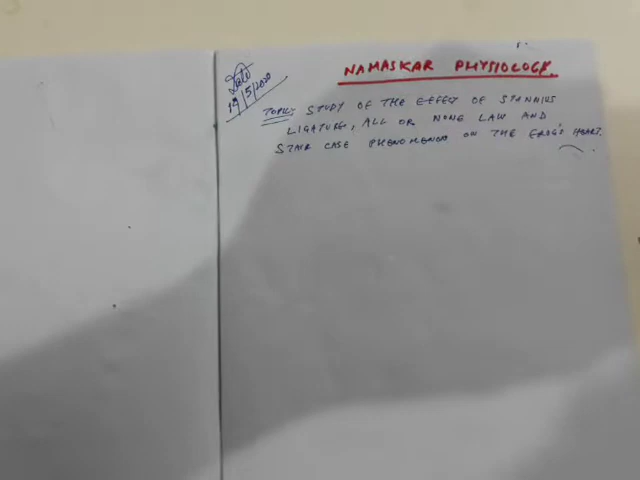 NAMASKAR PHYSIOLOGY.
Date
19/5/2020
TOPIC:- STUDY OF THE EFFECT OF STANNIUS
LIGATURES, ALL OR NONE LAW AND
STAIR CASE PHENOMENON ON THE FROG'S HEART.